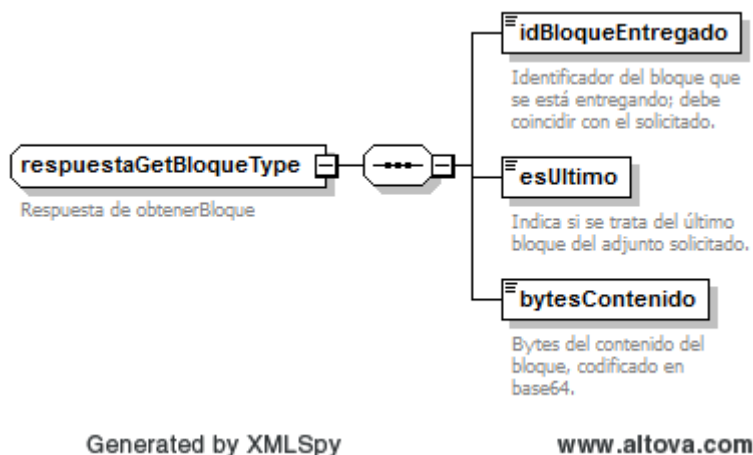 idBloqueEntregado
Identificador del bloque que
se está entregando; debe
coincidir con el solicitado.
respuestaGetBloqueType
Respuesta de obtenerBloque
esUltimo
Indica si se trata del último
bloque del adjunto solicitado.
bytesContenido
Bytes del contenido del
bloque, codificado en
base64.
Generated by XMLSpy
www.altova.com